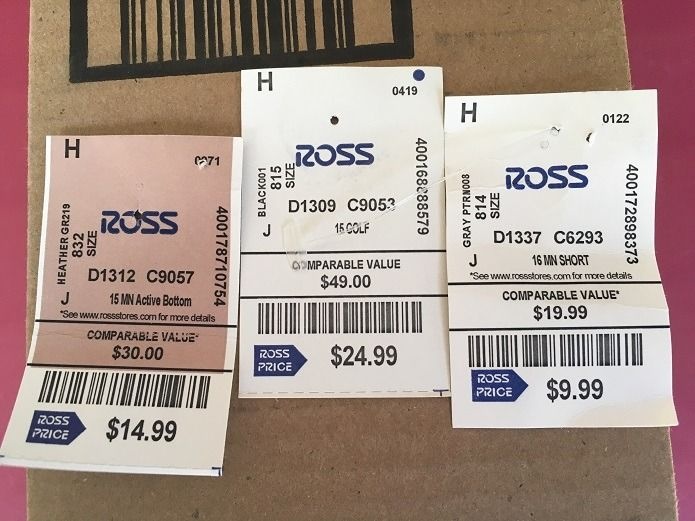 H
0971
ROSS
HEATHER GR219
832
SIZE
J
400178710754
D1312 C9057
15 MN Active Bottom
*See www.rossstores.com for more details
COMPARABLE VALUE*
$30.00
ROSS
PRICE
$14.99
H
0419
ROSS
BLACK001
815
SIZE
J
400168088579
D1309 C9053
15 GOLF
COMPARABLE VALUE
$49.00
ROSS
PRICE
$24.99
H
0122
ROSS
GRAY PTRN008
814
SIZE
J
400172898373
D1337 C6293
16 MN SHORT
*See www.rossstores.com for more details
COMPARABLE VALUE*
$19.99
ROSS
PRICE
$9.99